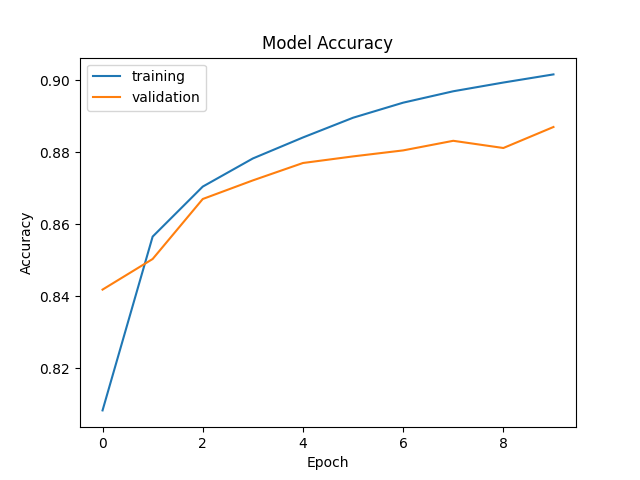 Model Accuracy
training
validation
0.90
0.88
0.86
0.84
0.82
Accuracy
0 2 4 6 8
Epoch